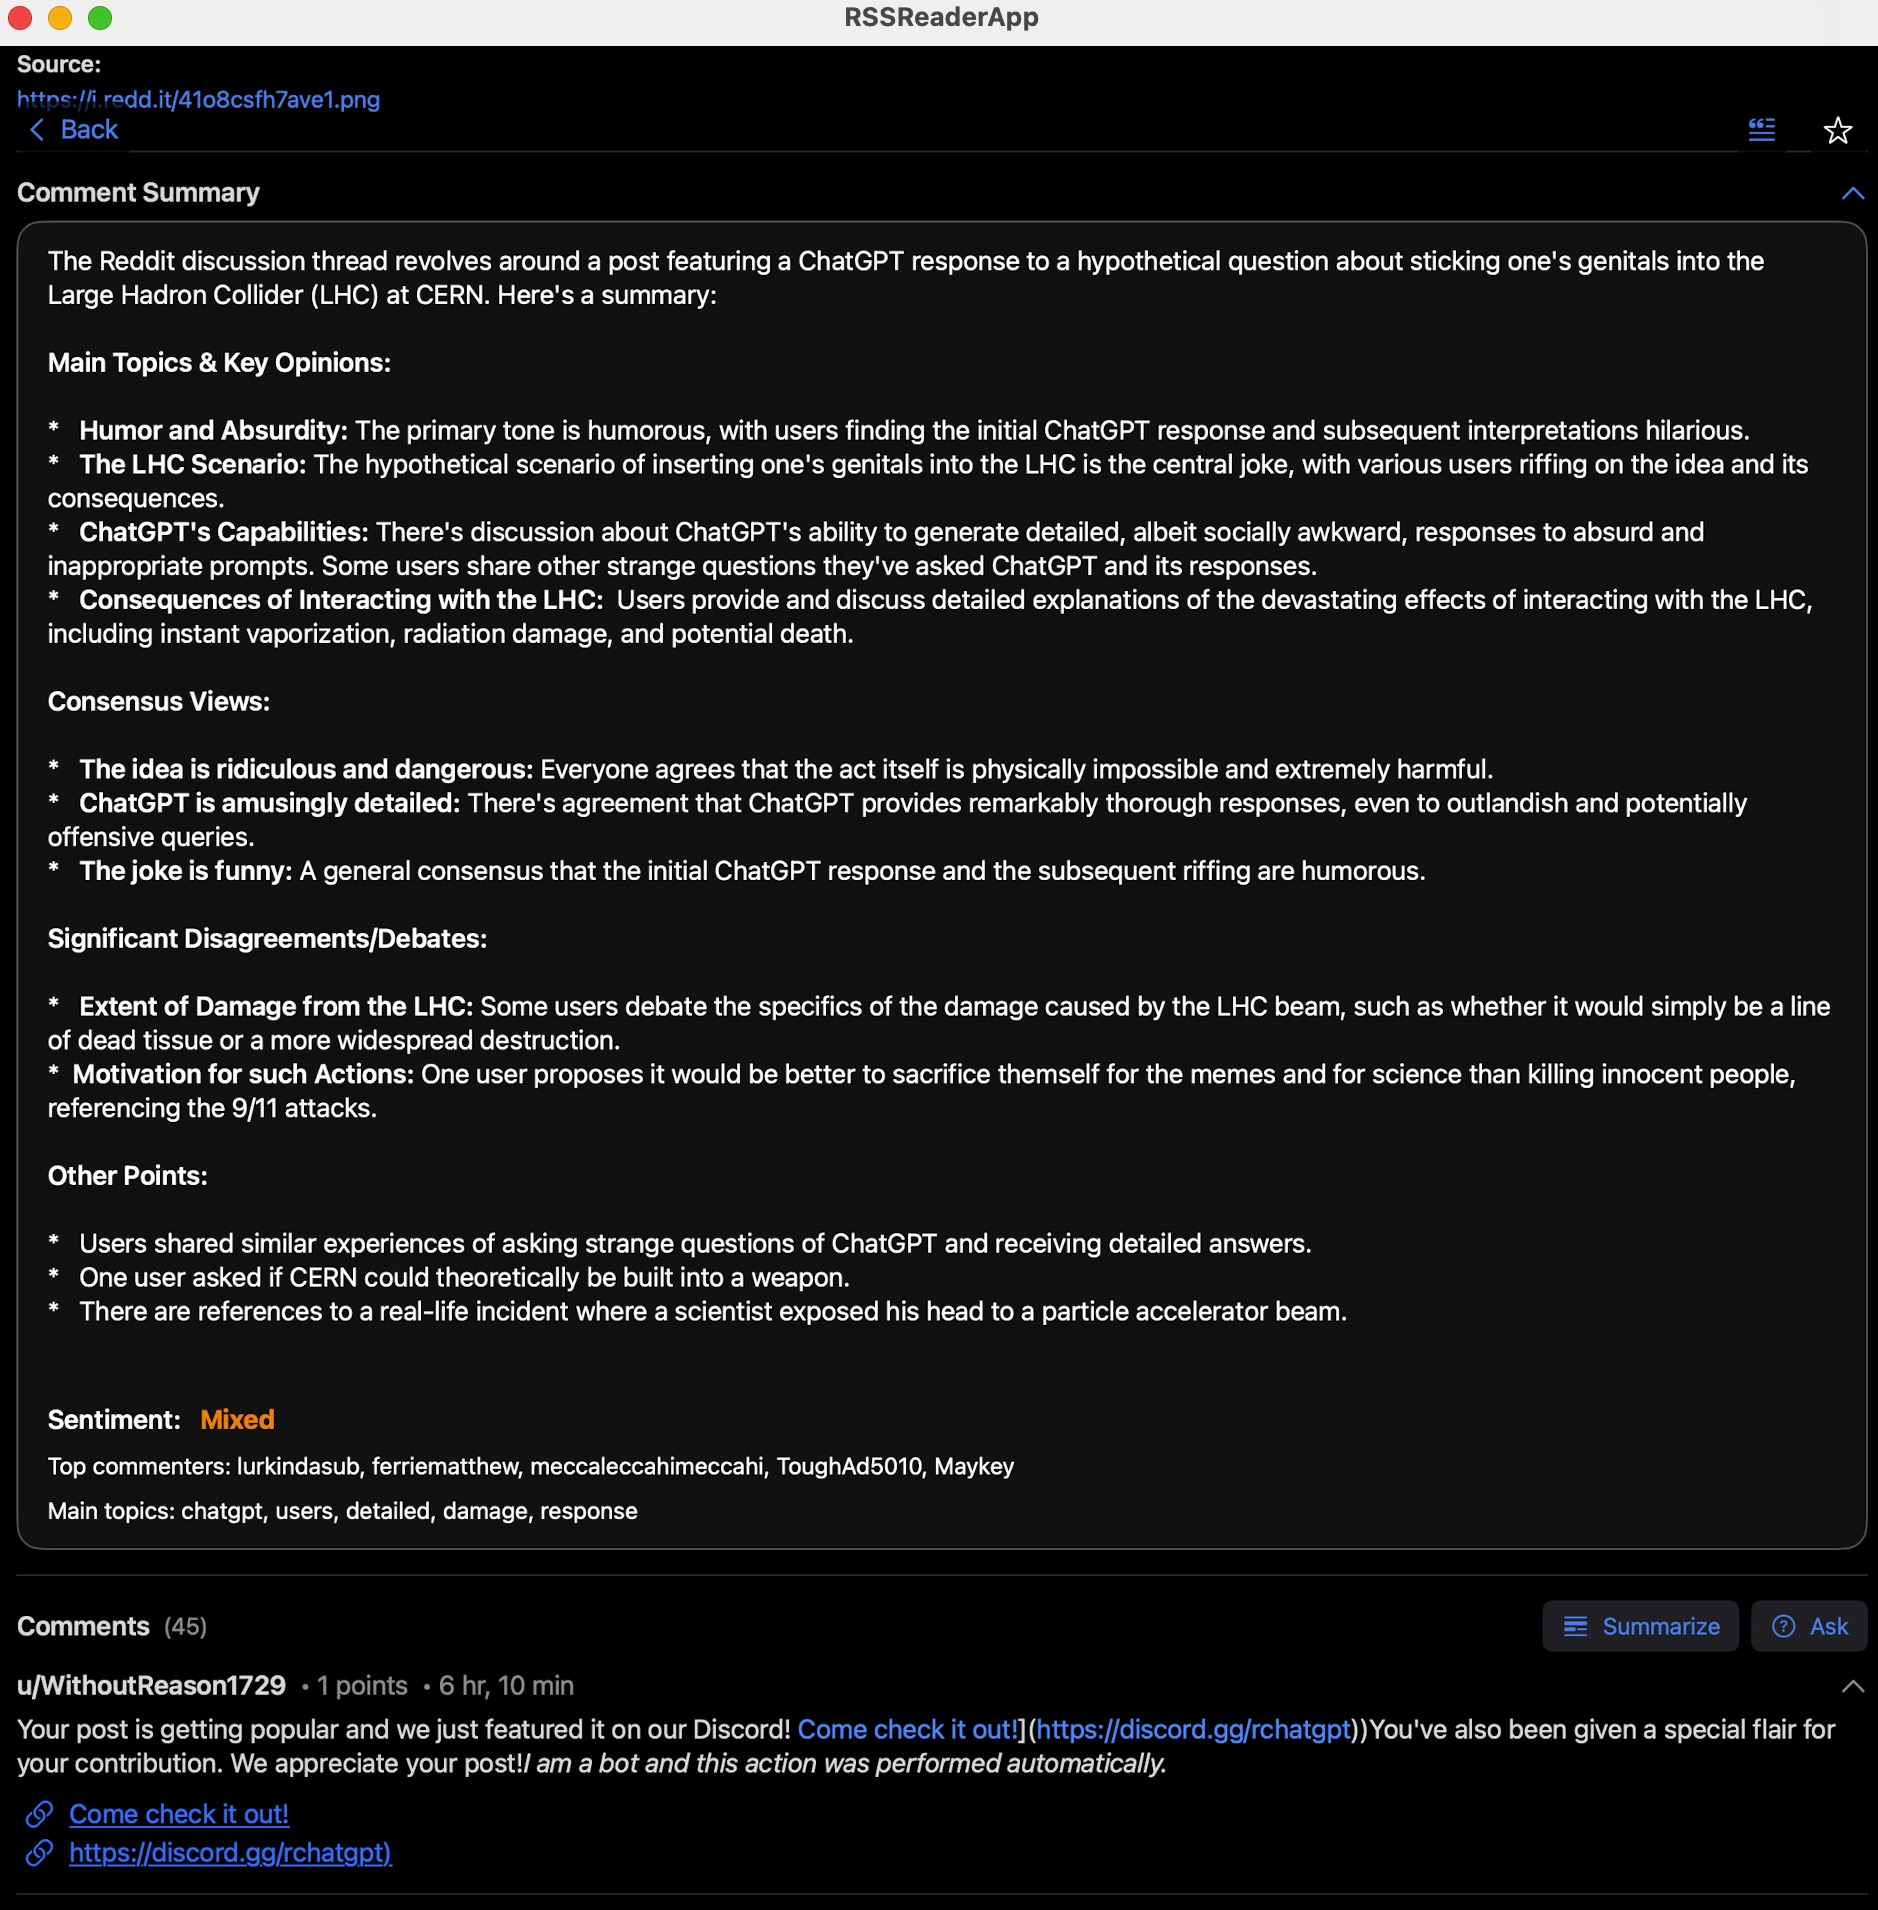 RSSReaderApp
Source:
https://i.redd.it/41o8csfh7ave1.png
Back
Comment Summary
The Reddit discussion thread revolves around a post featuring a ChatGPT response to a hypothetical question about sticking one's genitals into the
Large Hadron Collider (LHC) at CERN. Here's a summary:
Main Topics & Key Opinions:
* Humor and Absurdity: The primary tone is humorous, with users finding the initial ChatGPT response and subsequent interpretations hilarious.
* The LHC Scenario: The hypothetical scenario of inserting one's genitals into the LHC is the central joke, with various users riffing on the idea and its
consequences.
* ChatGPT's Capabilities: There's discussion about ChatGPT's ability to generate detailed, albeit socially awkward, responses to absurd and
inappropriate prompts. Some users share other strange questions they've asked ChatGPT and its responses.
* Consequences of Interacting with the LHC: Users provide and discuss detailed explanations of the devastating effects of interacting with the LHC,
including instant vaporization, radiation damage, and potential death.
Consensus Views:
* The idea is ridiculous and dangerous: Everyone agrees that the act itself is physically impossible and extremely harmful.
* ChatGPT is amusingly detailed: There's agreement that ChatGPT provides remarkably thorough responses, even to outlandish and potentially
offensive queries.
* The joke is funny: A general consensus that the initial ChatGPT response and the subsequent riffing are humorous.
Significant Disagreements/Debates:
* Extent of Damage from the LHC: Some users debate the specifics of the damage caused by the LHC beam, such as whether it would simply be a line
of dead tissue or a more widespread destruction.
* Motivation for such Actions: One user proposes it would be better to sacrifice themself for the memes and for science than killing innocent people,
referencing the 9/11 attacks.
Other Points:
* Users shared similar experiences of asking strange questions of ChatGPT and receiving detailed answers.
* One user asked if CERN could theoretically be built into a weapon.
* There are references to a real-life incident where a scientist exposed his head to a particle accelerator beam.
Sentiment: Mixed
Top commenters: lurkindasub, ferriematthew, meccaleccahimeccahi, ToughAd5010, Maykey
Main topics: chatgpt, users, detailed, damage, response
Comments (45)
Summarize
Ask
u/WithoutReason1729 • 1 points • 6 hr, 10 min
Your post is getting popular and we just featured it on our Discord! Come check it out!](https://discord.gg/rchatgpt))You've also been given a special flair for
your contribution. We appreciate your post!I am a bot and this action was performed automatically.
Come check it out!
https://discord.gg/rchatgpt)